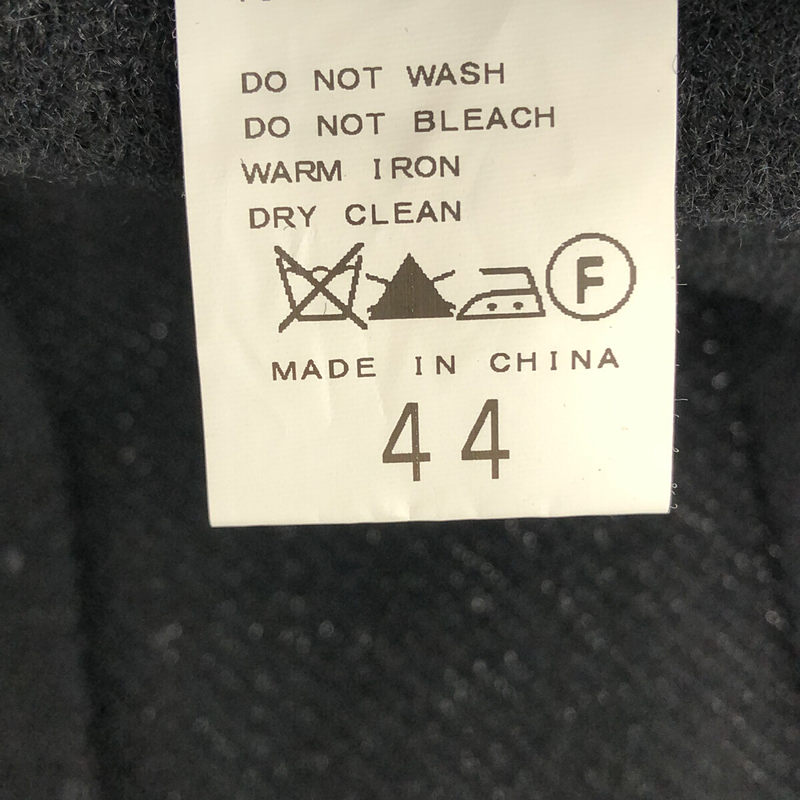 DO NOT WASH
DO NOT BLEACH
WARM IRON
DRY CLEAN
F
MADE IN CHINA
44